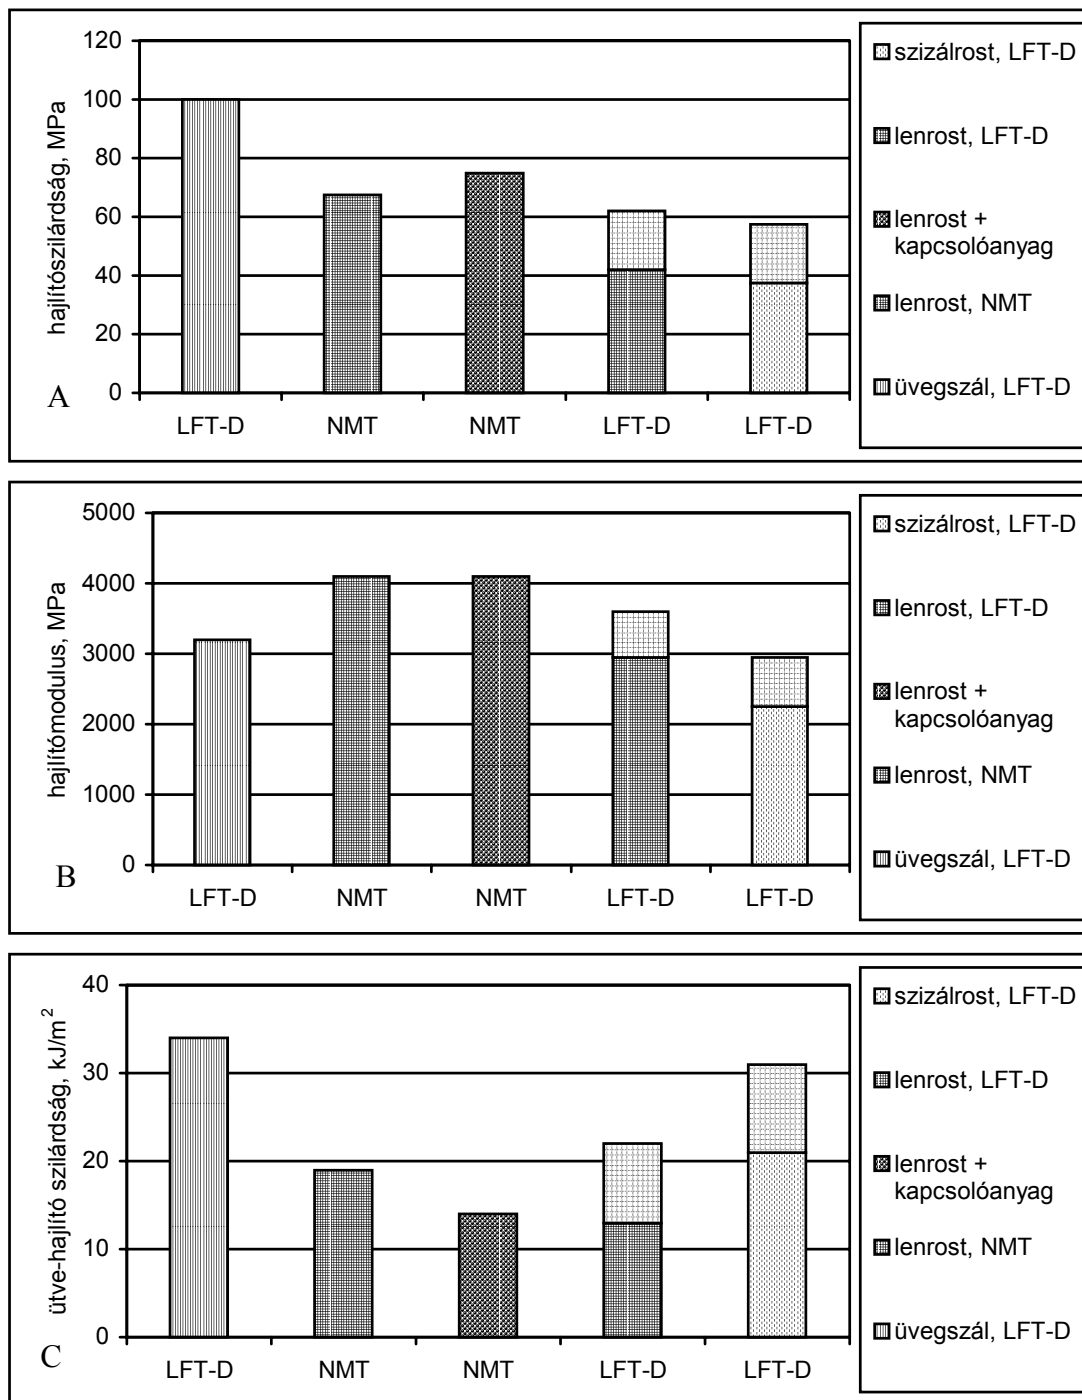 hajlítószilárdság, MPa
120
100
80
60
40
20
0
A
LFT-D NMT NMT LFT-D LFT-D
szizálrost, LFT-D
lenrost, LFT-D
lenrost +
kapcsolóanyag
lenrost, NMT
üvegszál, LFT-D
hajlítómodulus, MPa
5000
4000
3000
2000
1000
0
B
LFT-D NMT NMT LFT-D LFT-D
szizálrost, LFT-D
lenrost, LFT-D
lenrost +
kapcsolóanyag
lenrost, NMT
üvegszál, LFT-D
ütve-hajlító szilárdság, kJ/m²
40
30
20
10
0
C
LFT-D NMT NMT LFT-D LFT-D
szizálrost, LFT-D
lenrost, LFT-D
lenrost +
kapcsolóanyag
lenrost, NMT
üvegszál, LFT-D